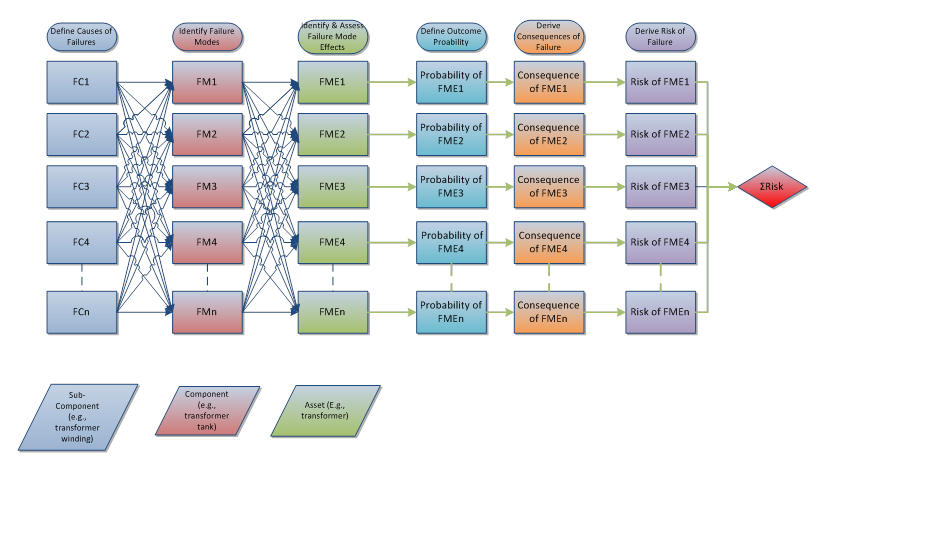 Define Causes of
Failures
Identify Failure
Modes
Identify & Assess
Failure Mode
Effects
Define Outcome
Proability
Derive
Consequences of
Failure
Derive Risk of
Failure
FC1
FM1
FME1
Probability of
FME1
Consequence
of FME1
Risk of FME1
FC2
FM2
FME2
Probability of
FME2
Consequence
of FME2
Risk of FME2
FC3
FM3
FME3
Probability of
FME3
Consequence
of FME3
Risk of FME3
ΣRisk
FC4
FM4
FME4
Probability of
FME4
Consequence
of FME4
Risk of FME4
FCn
FMn
FMEn
Probability of
FMEn
Consequence
of FMEn
Risk of FMEn
Sub-
Component
(e.g.,
transformer
winding)
Component
(e.g.,
transformer
tank)
Asset (E.g.,
transformer)